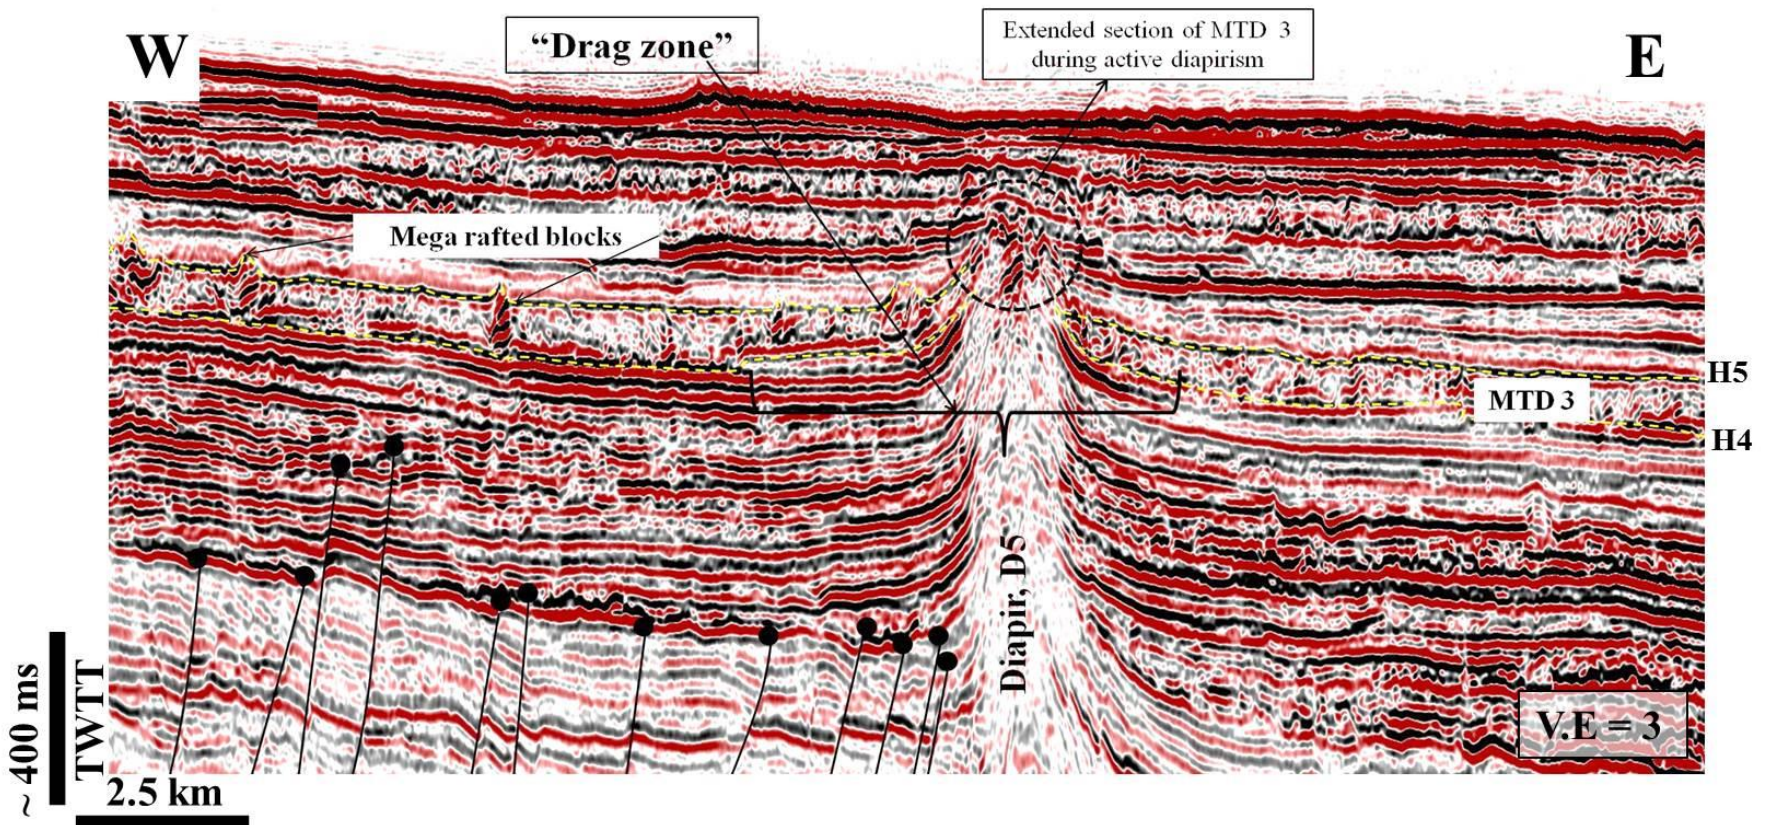 W
“Drag zone”
Extended section of MTD 3
during active diapirism
E
Mega rafted blocks
H5
MTD 3
H4
Diapir, D5
~400 ms
TWTT
2.5 km
V.E = 3